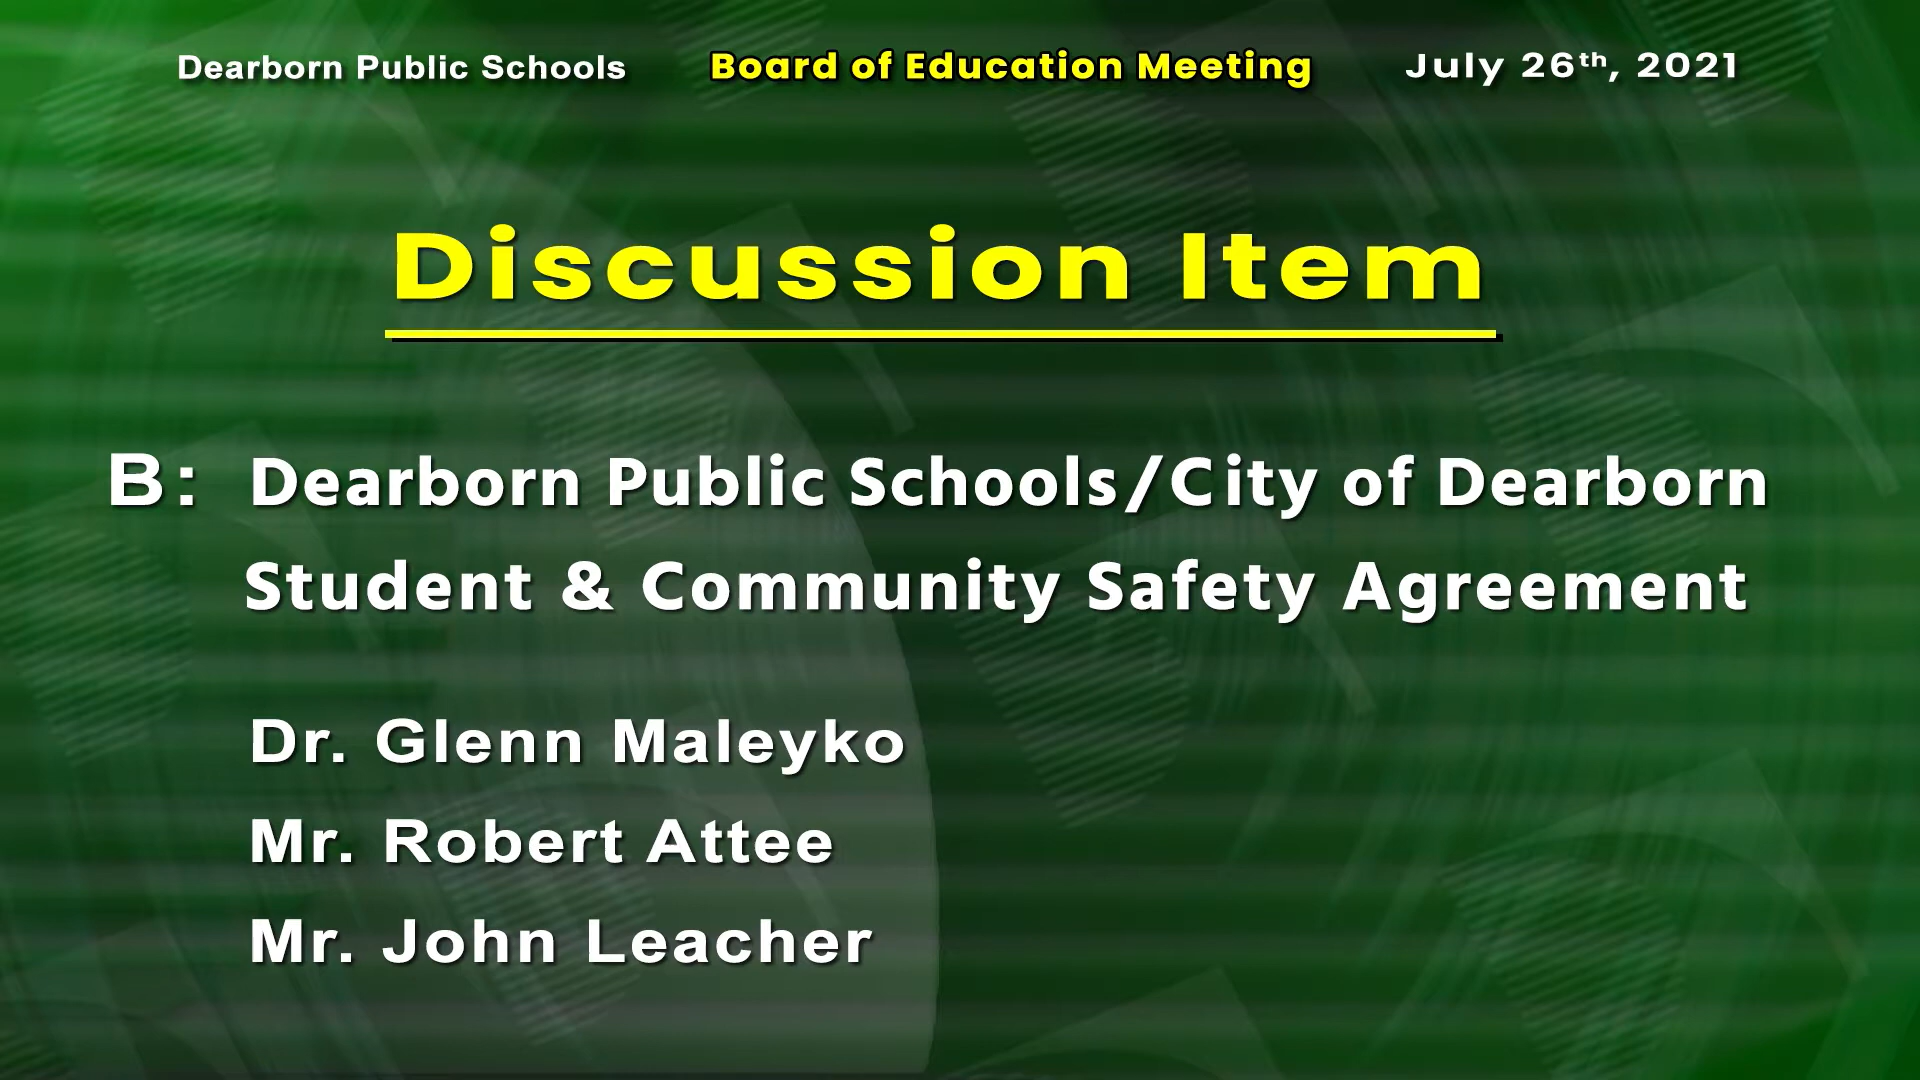 Dearborn Public Schools Board of Education Meeting July 26th, 2021
Discussion Item
B: Dearborn Public Schools/City of Dearborn
Student & Community Safety Agreement
Dr. Glenn Maleyko
Mr. Robert Attee
Mr. John Leacher